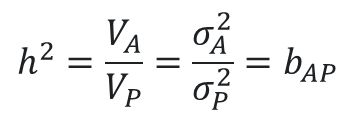 h² = V_A / V_P = σ²_A / σ²_P = b_AP